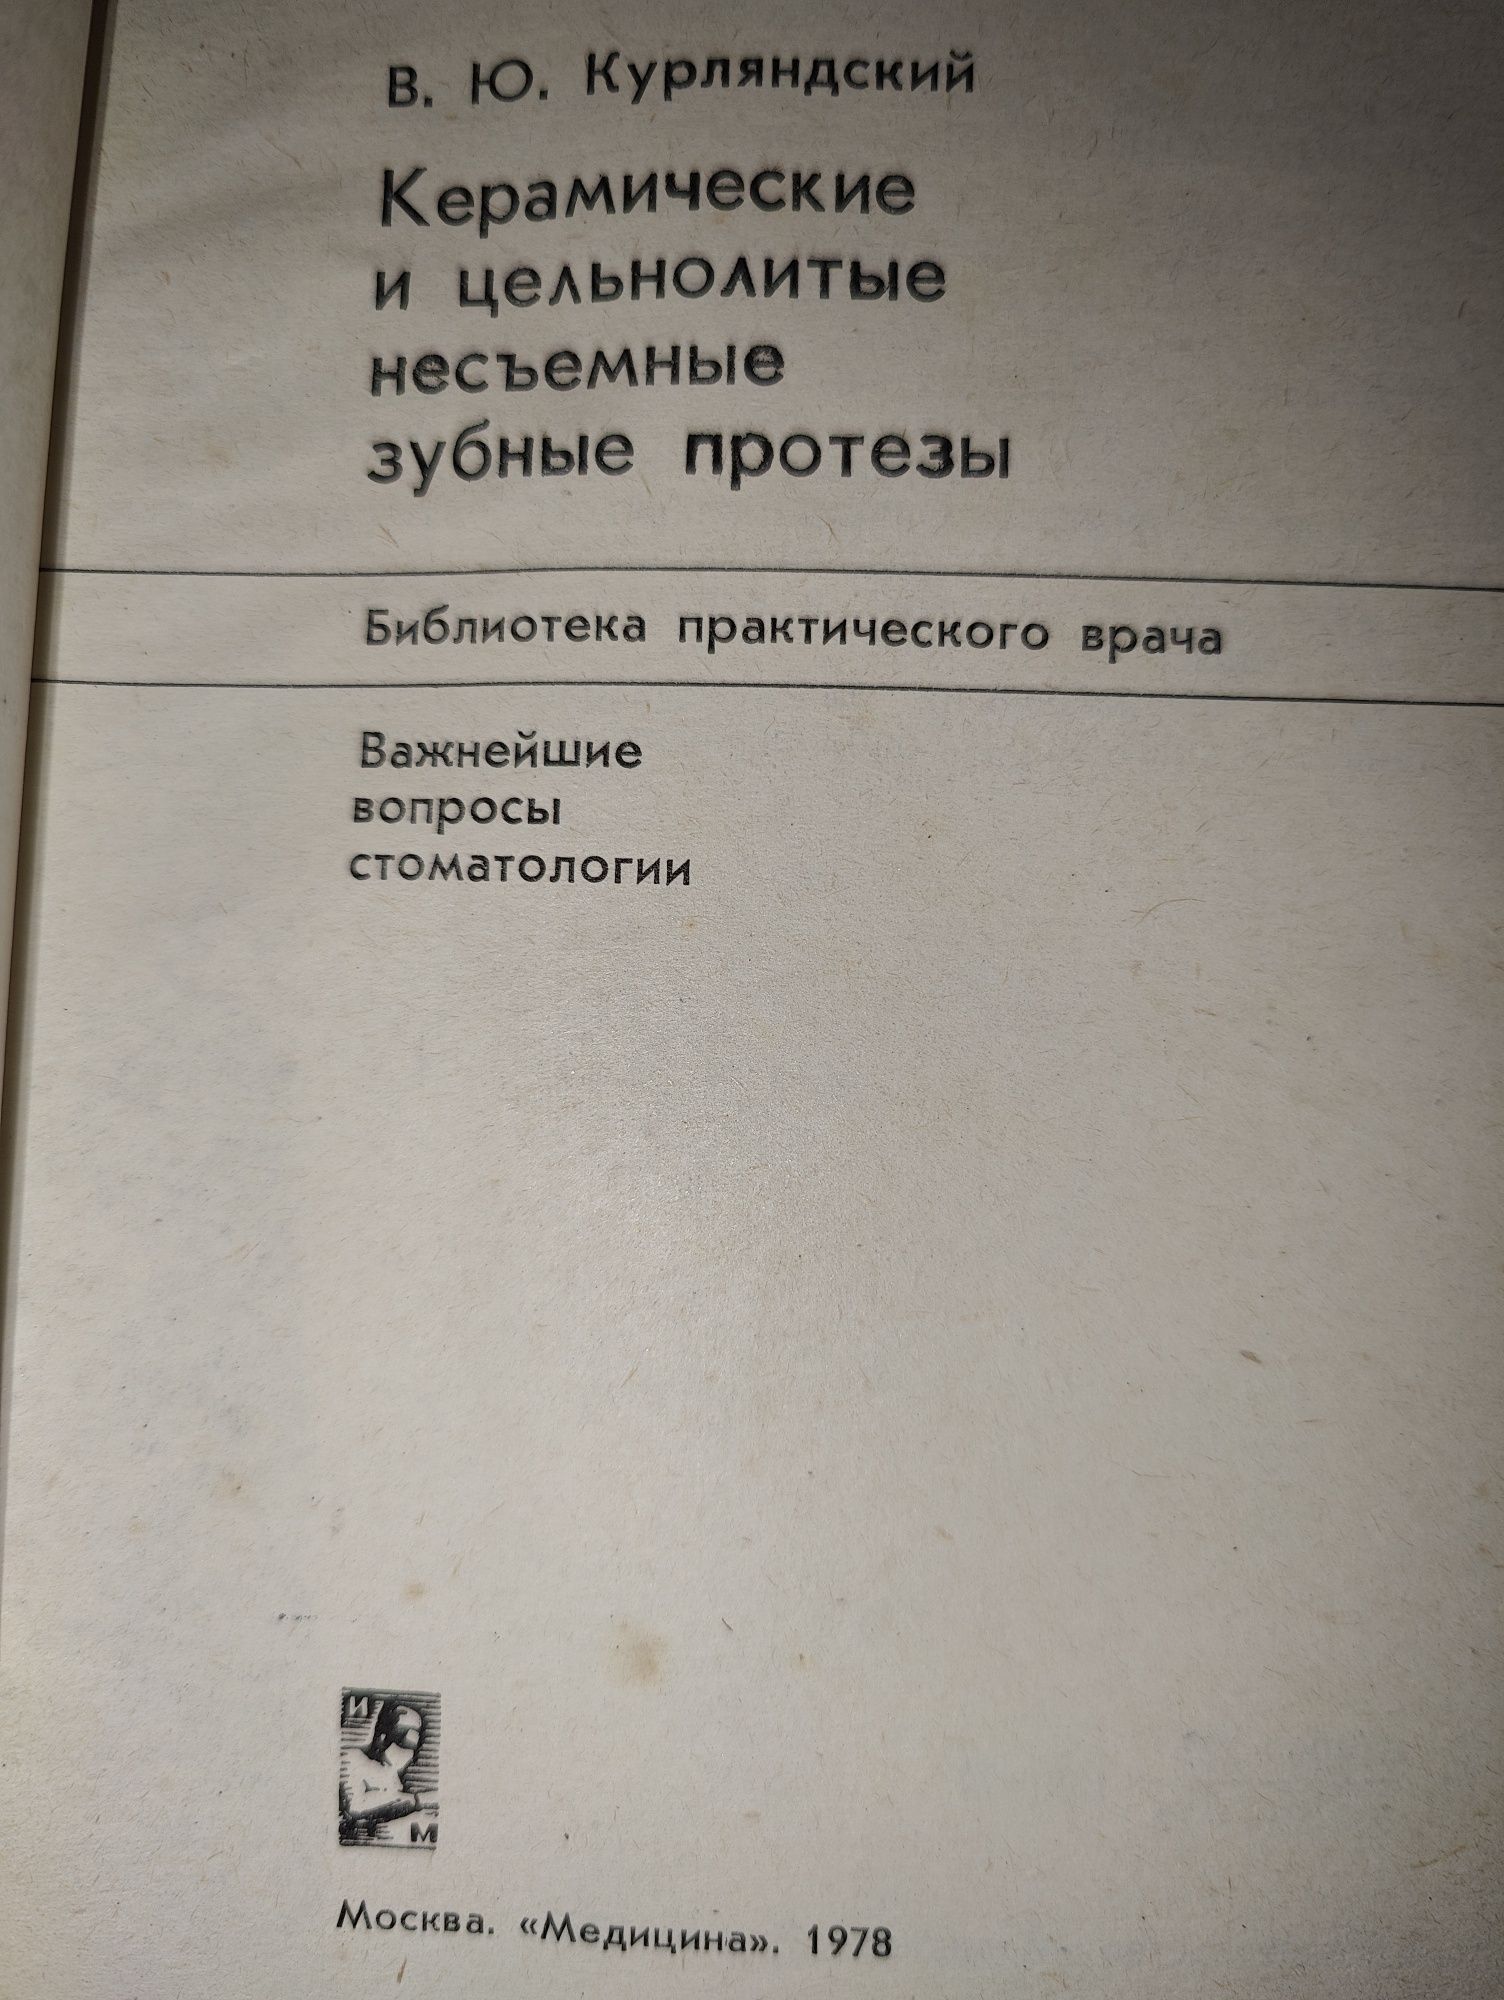 В. Ю. Курляндский
Керамические
и цельнолитые
несъемные
зубные протезы
Библиотека практического врача
Важнейшие
вопросы
стоматологии
И
М
Москва. «Медицина». 1978